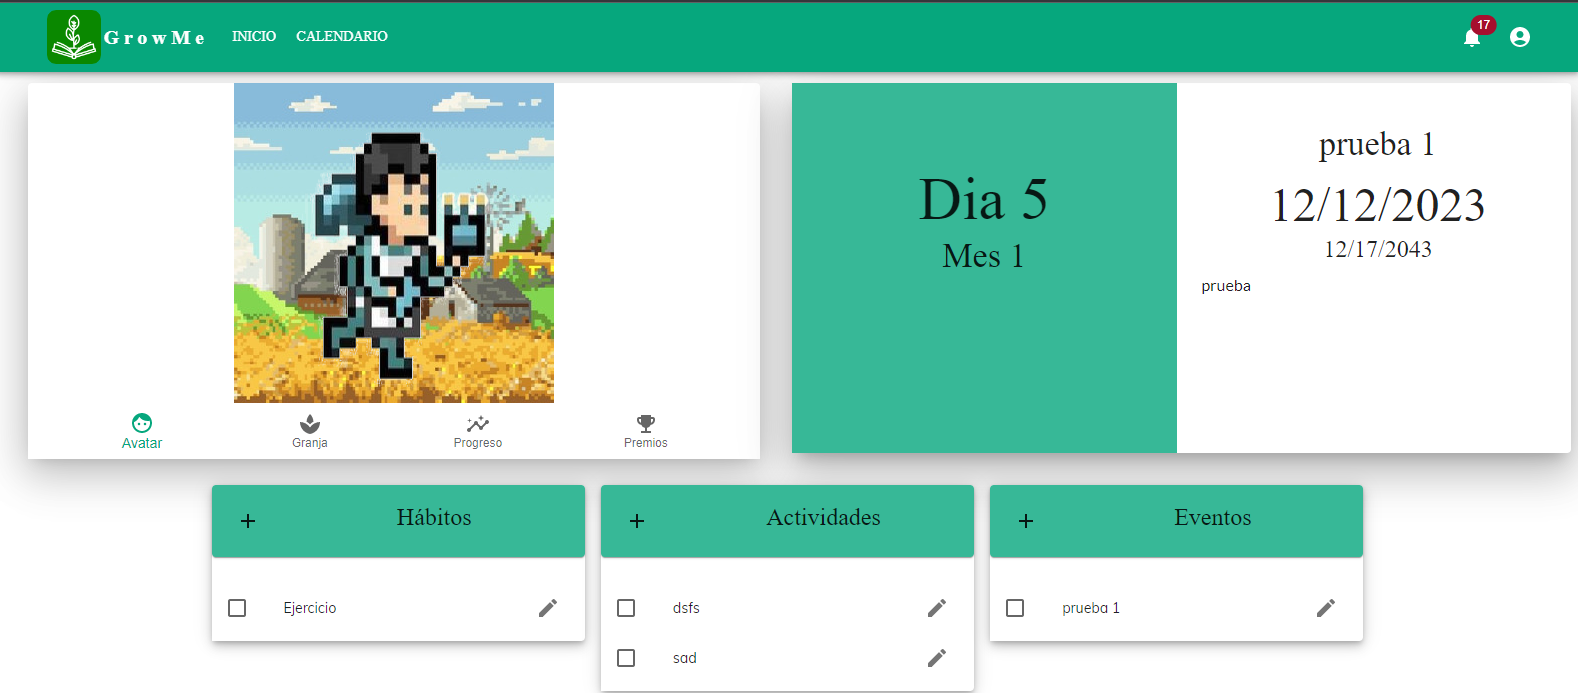 GrowMe
INICIO
CALENDARIO
17
Dia 5
Mes 1
prueba 1
12/12/2023
12/17/2043
prueba
Avatar
Granja
Progreso
Premios
Hábitos
Ejercicio
Actividades
dsfs
sad
Eventos
prueba 1